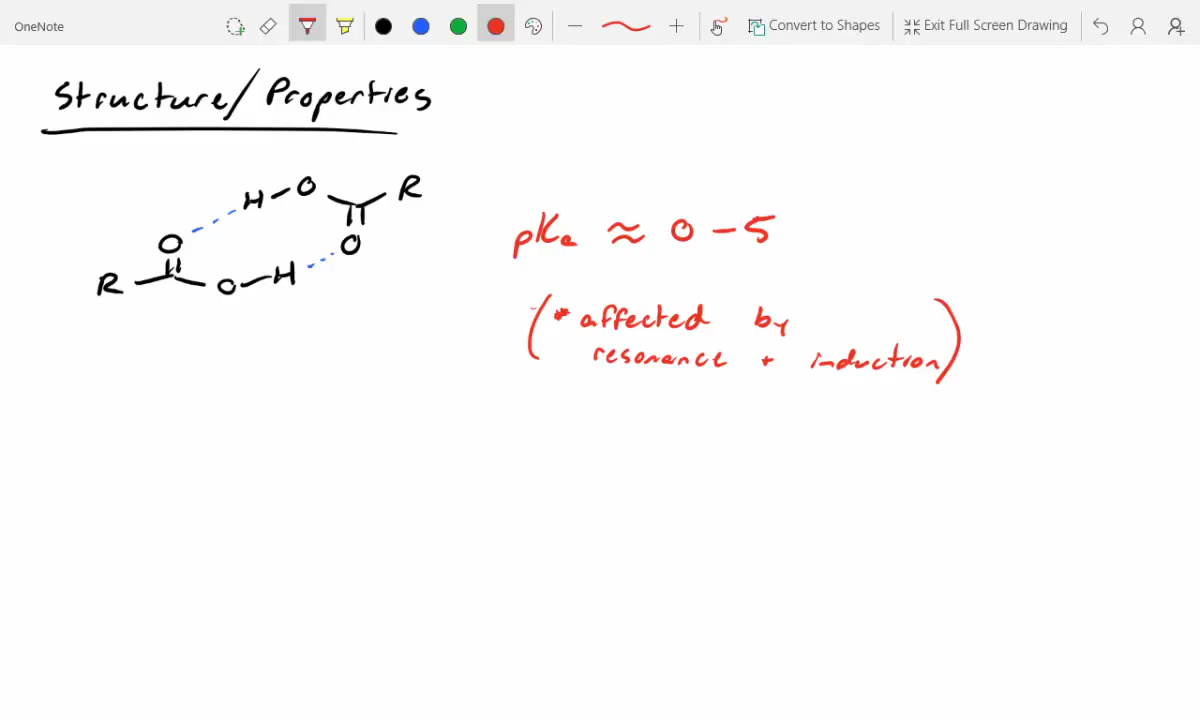 OneNote
Convert to Shapes
Exit Full Screen Drawing
Structure/Properties
H-O
R
O
O
R
O-H
pKa ≈ 0-5
(* affected by
resonance + induction)